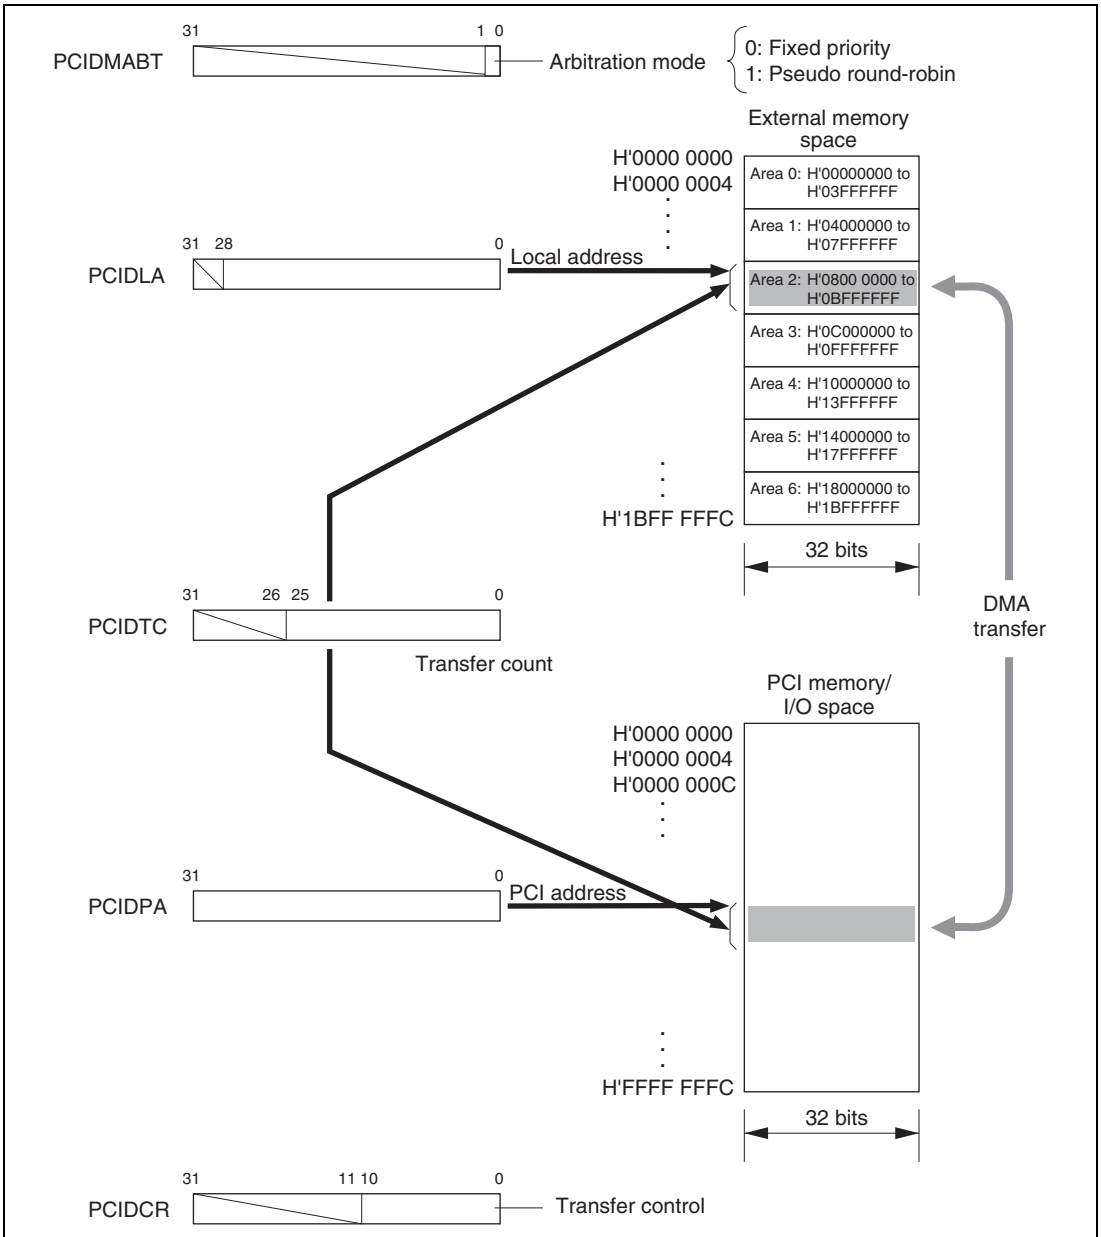 31 1 0
PCIDMABT
Arbitration mode
0: Fixed priority
1: Pseudo round-robin
External memory
space
H'0000 0000
H'0000 0004
Area 0: H'00000000 to
H'03FFFFFF
Area 1: H'04000000 to
H'07FFFFFF
31 28 0
PCIDLA
Local address
Area 2: H'0800 0000 to
H'0BFFFFFF
Area 3: H'0C000000 to
H'0FFFFFFF
Area 4: H'10000000 to
H'13FFFFFF
Area 5: H'14000000 to
H'17FFFFFF
Area 6: H'18000000 to
H'1BFFFFFF
H'1BFF FFFC
32 bits
31 26 25 0
PCIDTC
Transfer count
DMA
transfer
PCI memory/
I/O space
H'0000 0000
H'0000 0004
H'0000 000C
31 0
PCIDPA
PCI address
H'FFFF FFFC
32 bits
31 11 10 0
PCIDCR
Transfer control